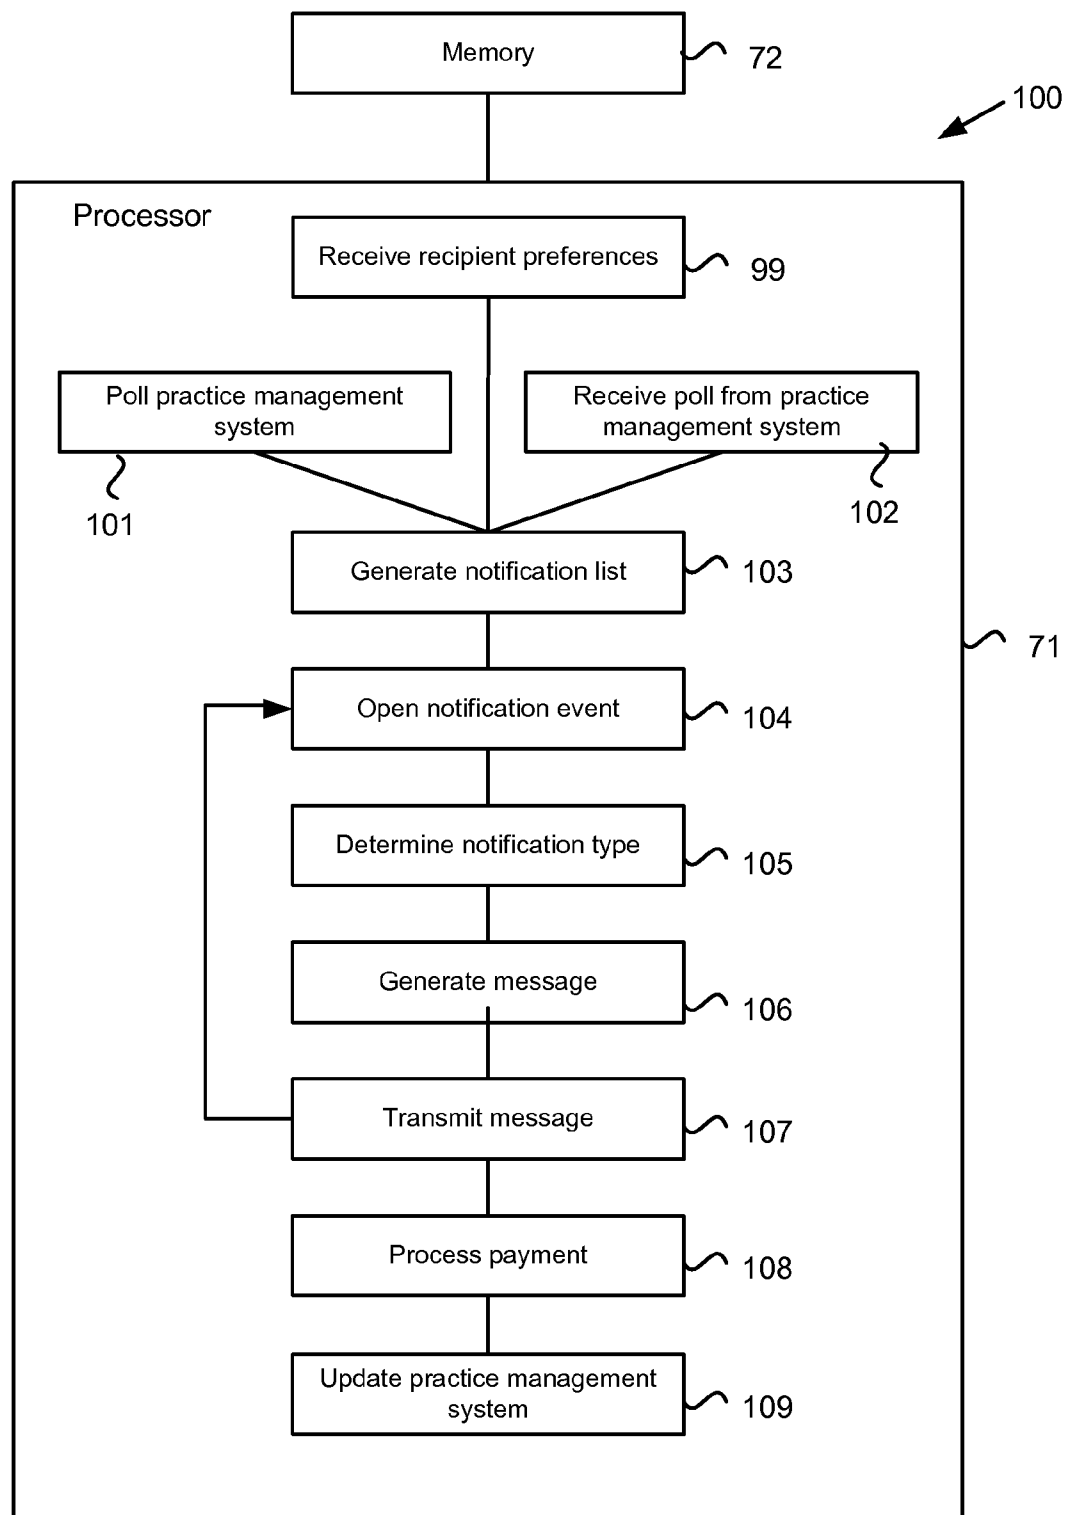 Memory
72
100
Processor
Receive recipient preferences
99
Poll practice management
system
Receive poll from practice
management system
101
102
Generate notification list
103
71
Open notification event
104
Determine notification type
105
Generate message
106
Transmit message
107
Process payment
108
Update practice management
system
109